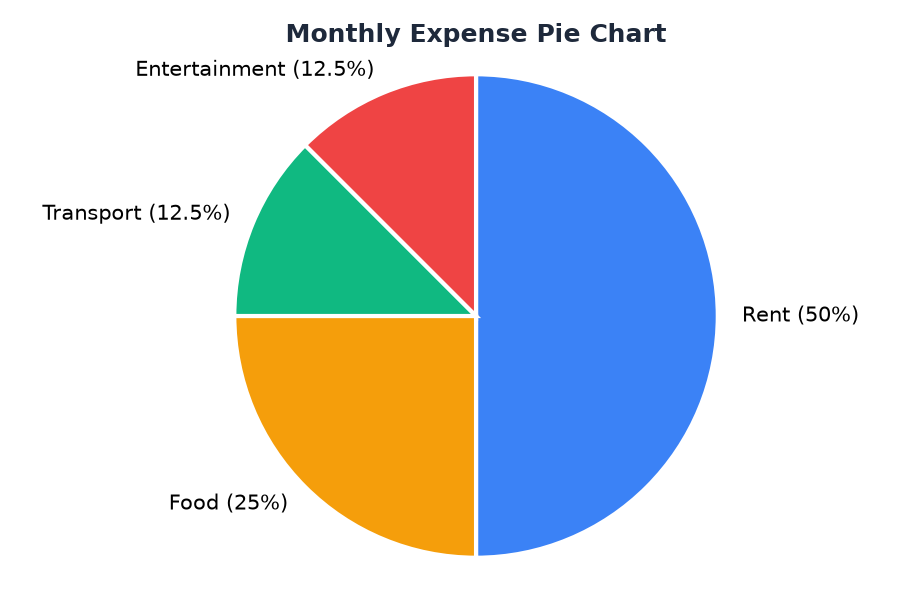 Monthly Expense Pie Chart
Entertainment (12.5%)
Transport (12.5%)
Rent (50%)
Food (25%)